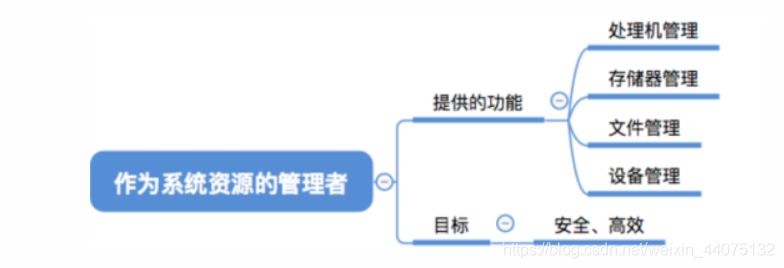 作为系统资源的管理者
提供的功能
处理机管理
存储器管理
文件管理
设备管理
目标
安全、高效
https://blog.csdn.net/weixin_44075132